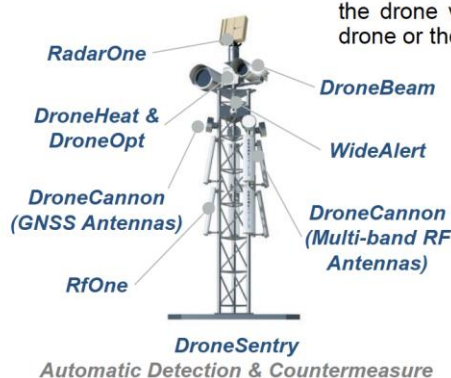 the drone
drone or the
RadarOne
DroneBeam
DroneHeat &
DroneOpt
WideAlert
DroneCannon
(GNSS Antennas)
DroneCannon
(Multi-band RF
Antennas)
RfOne
DroneSentry
Automatic Detection & Countermeasure